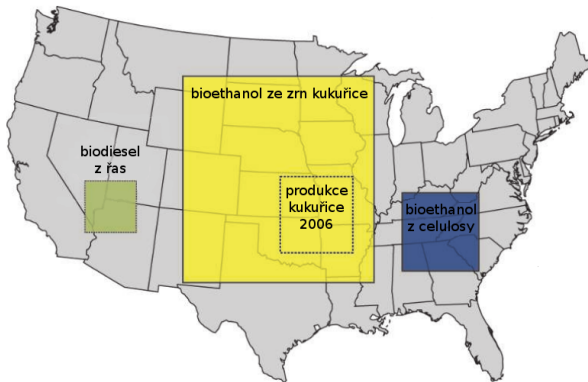 bioethanol ze zrn kukuřice
biodiesel
z řas
produkce
kukuřice
2006
bioethanol
z celulosy